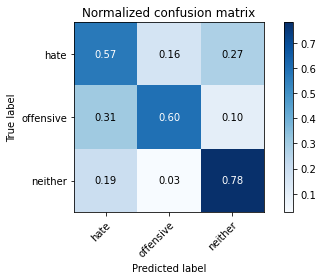 Normalized confusion matrix
True label
hate 0.57 0.16 0.27
offensive 0.31 0.60 0.10
neither 0.19 0.03 0.78
hate offensive neither
Predicted label
0.7
0.6
0.5
0.4
0.3
0.2
0.1